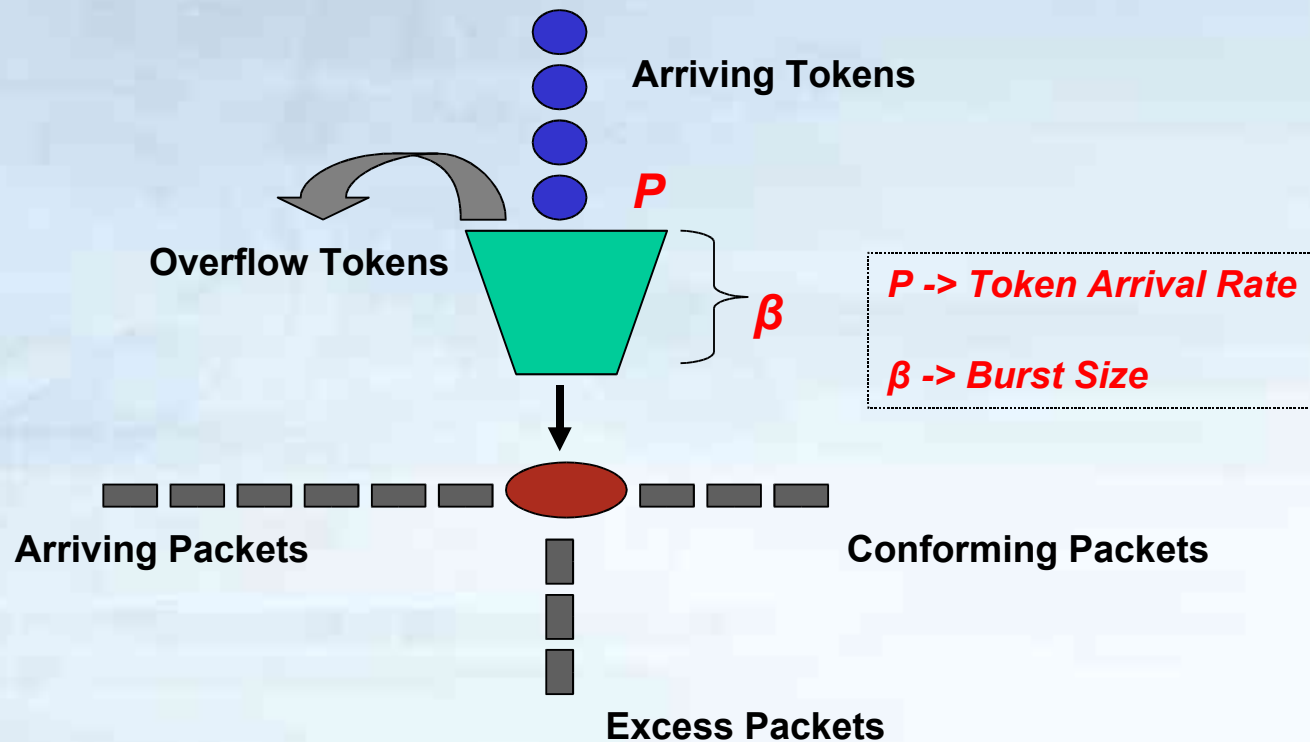 Arriving Tokens
P
Overflow Tokens
P -> Token Arrival Rate
β
β -> Burst Size
Arriving Packets
Conforming Packets
Excess Packets